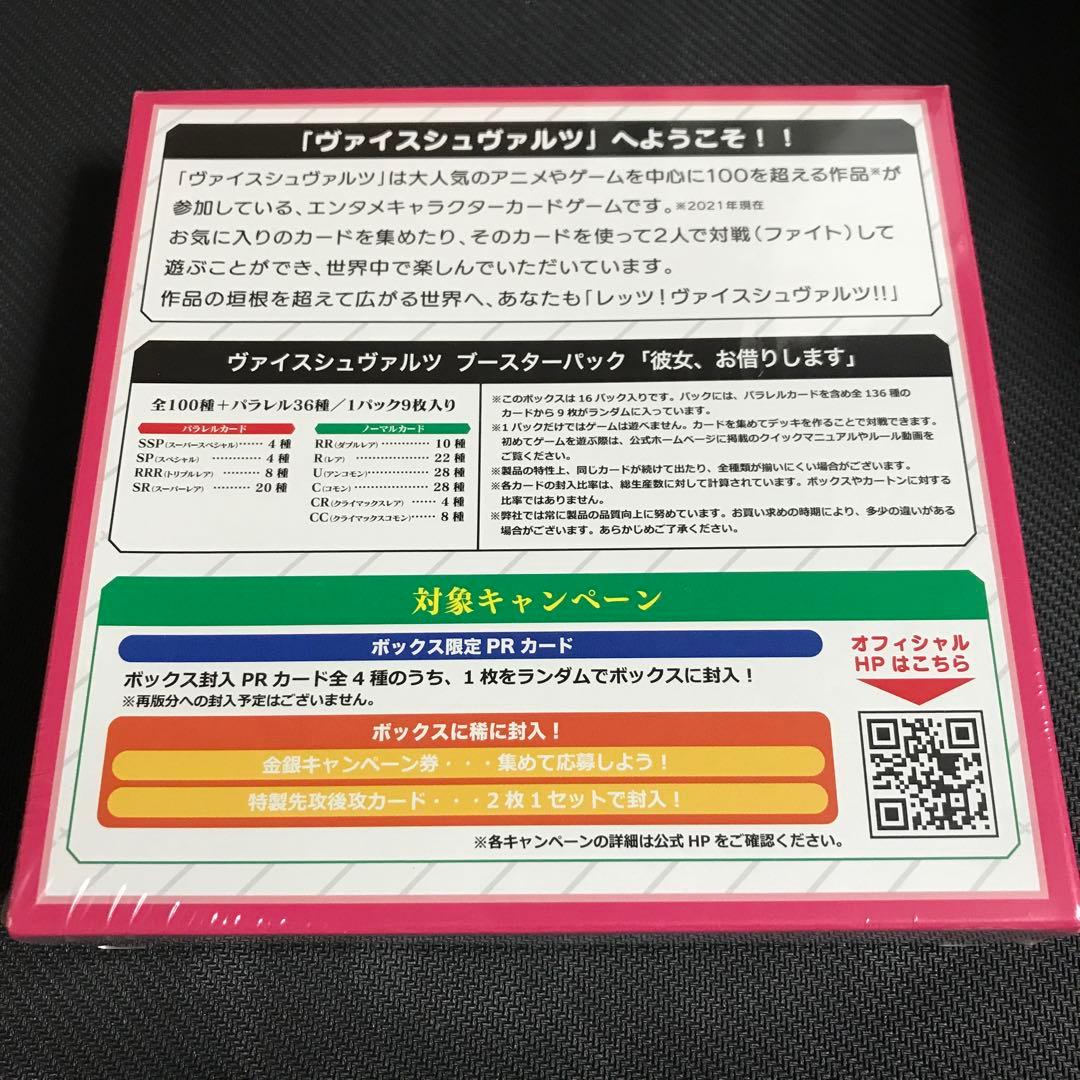 「ヴァイスシュヴァルツ」へようこそ！！
「ヴァイスシュヴァルツ」は大人気のアニメやゲームを中心に100を超える作品※が
参加している、エンタメキャラクターカードゲームです。※2021年現在
お気に入りのカードを集めたり、そのカードを使って2人で対戦（ファイト）して
遊ぶことができ、世界中で楽しんでいただいています。
作品の垣根を超えて広がる世界へ、あなたも「レッツ！ヴァイスシュヴァルツ!!」
ヴァイスシュヴァルツ ブースターパック 「彼女、お借りします」
全100種＋パラレル36種／1パック9枚入り
パラレルカード
SSP(スーパースペシャル)‥‥‥ 4種
SP(スペシャル) ‥‥‥‥‥‥‥ 4種
RRR(トリプルレア) ‥‥‥‥‥ 8種
SR(スーパーレア) ‥‥‥‥‥ 20種
ノーマルカード
RR(ダブルレア) ‥‥‥‥‥‥‥ 10種
R(レア) ‥‥‥‥‥‥‥‥‥‥ 22種
U(アンコモン)‥‥‥‥‥‥‥‥ 28種
C(コモン) ‥‥‥‥‥‥‥‥‥ 28種
CR(クライマックスレア) ‥‥‥ 4種
CC(クライマックスコモン)‥‥‥ 8種
※このボックスは16パック入りです。パックには、パラレルカードを含め全136種の
カードから9枚がランダムに入っています。
※1パックだけではゲームは遊べません。カードを集めてデッキを作ることで対戦できます。
初めてゲームを遊ぶ際は、公式ホームページに掲載のクイックマニュアルやルール動画を
ご覧ください。
※製品の特性上、同じカードが続けて出たり、全種類が揃いにくい場合がございます。
※各カードの封入比率は、総生産数に対して計算されています。ボックスやカートンに対する
比率ではありません。
※弊社では常に製品の品質向上に努めています。お買い求めの時期により、多少の違いがある
場合がございます。あらかじめご了承ください。
対象キャンペーン
ボックス限定PRカード
ボックス封入PRカード全4種のうち、1枚をランダムでボックスに封入！
※再版分への封入予定はございません。
ボックスに稀に封入！
金銀キャンペーン券・・・集めて応募しよう！
特製先攻後攻カード・・・2枚1セットで封入！
オフィシャル
HPはこちら
※各キャンペーンの詳細は公式HPをご確認ください。